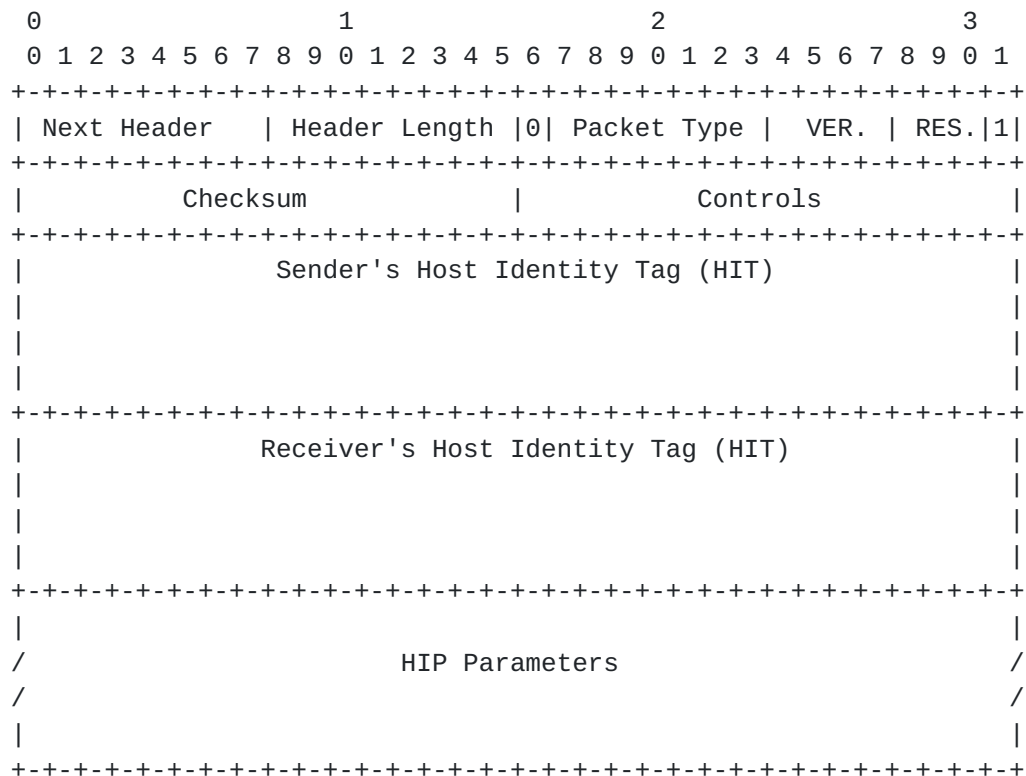 0                   1                   2                   3
 0 1 2 3 4 5 6 7 8 9 0 1 2 3 4 5 6 7 8 9 0 1 2 3 4 5 6 7 8 9 0 1
+-+-+-+-+-+-+-+-+-+-+-+-+-+-+-+-+-+-+-+-+-+-+-+-+-+-+-+-+-+-+-+-+
| Next Header   | Header Length |0| Packet Type |  VER. | RES.|1|
+-+-+-+-+-+-+-+-+-+-+-+-+-+-+-+-+-+-+-+-+-+-+-+-+-+-+-+-+-+-+-+-+
|          Checksum             |           Controls            |
+-+-+-+-+-+-+-+-+-+-+-+-+-+-+-+-+-+-+-+-+-+-+-+-+-+-+-+-+-+-+-+-+
|                Sender's Host Identity Tag (HIT)               |
|                                                               |
|                                                               |
|                                                               |
+-+-+-+-+-+-+-+-+-+-+-+-+-+-+-+-+-+-+-+-+-+-+-+-+-+-+-+-+-+-+-+-+
|               Receiver's Host Identity Tag (HIT)              |
|                                                               |
|                                                               |
|                                                               |
+-+-+-+-+-+-+-+-+-+-+-+-+-+-+-+-+-+-+-+-+-+-+-+-+-+-+-+-+-+-+-+-+
|                                                               |
/                        HIP Parameters                         /
/                                                               /
|                                                               |
+-+-+-+-+-+-+-+-+-+-+-+-+-+-+-+-+-+-+-+-+-+-+-+-+-+-+-+-+-+-+-+-+